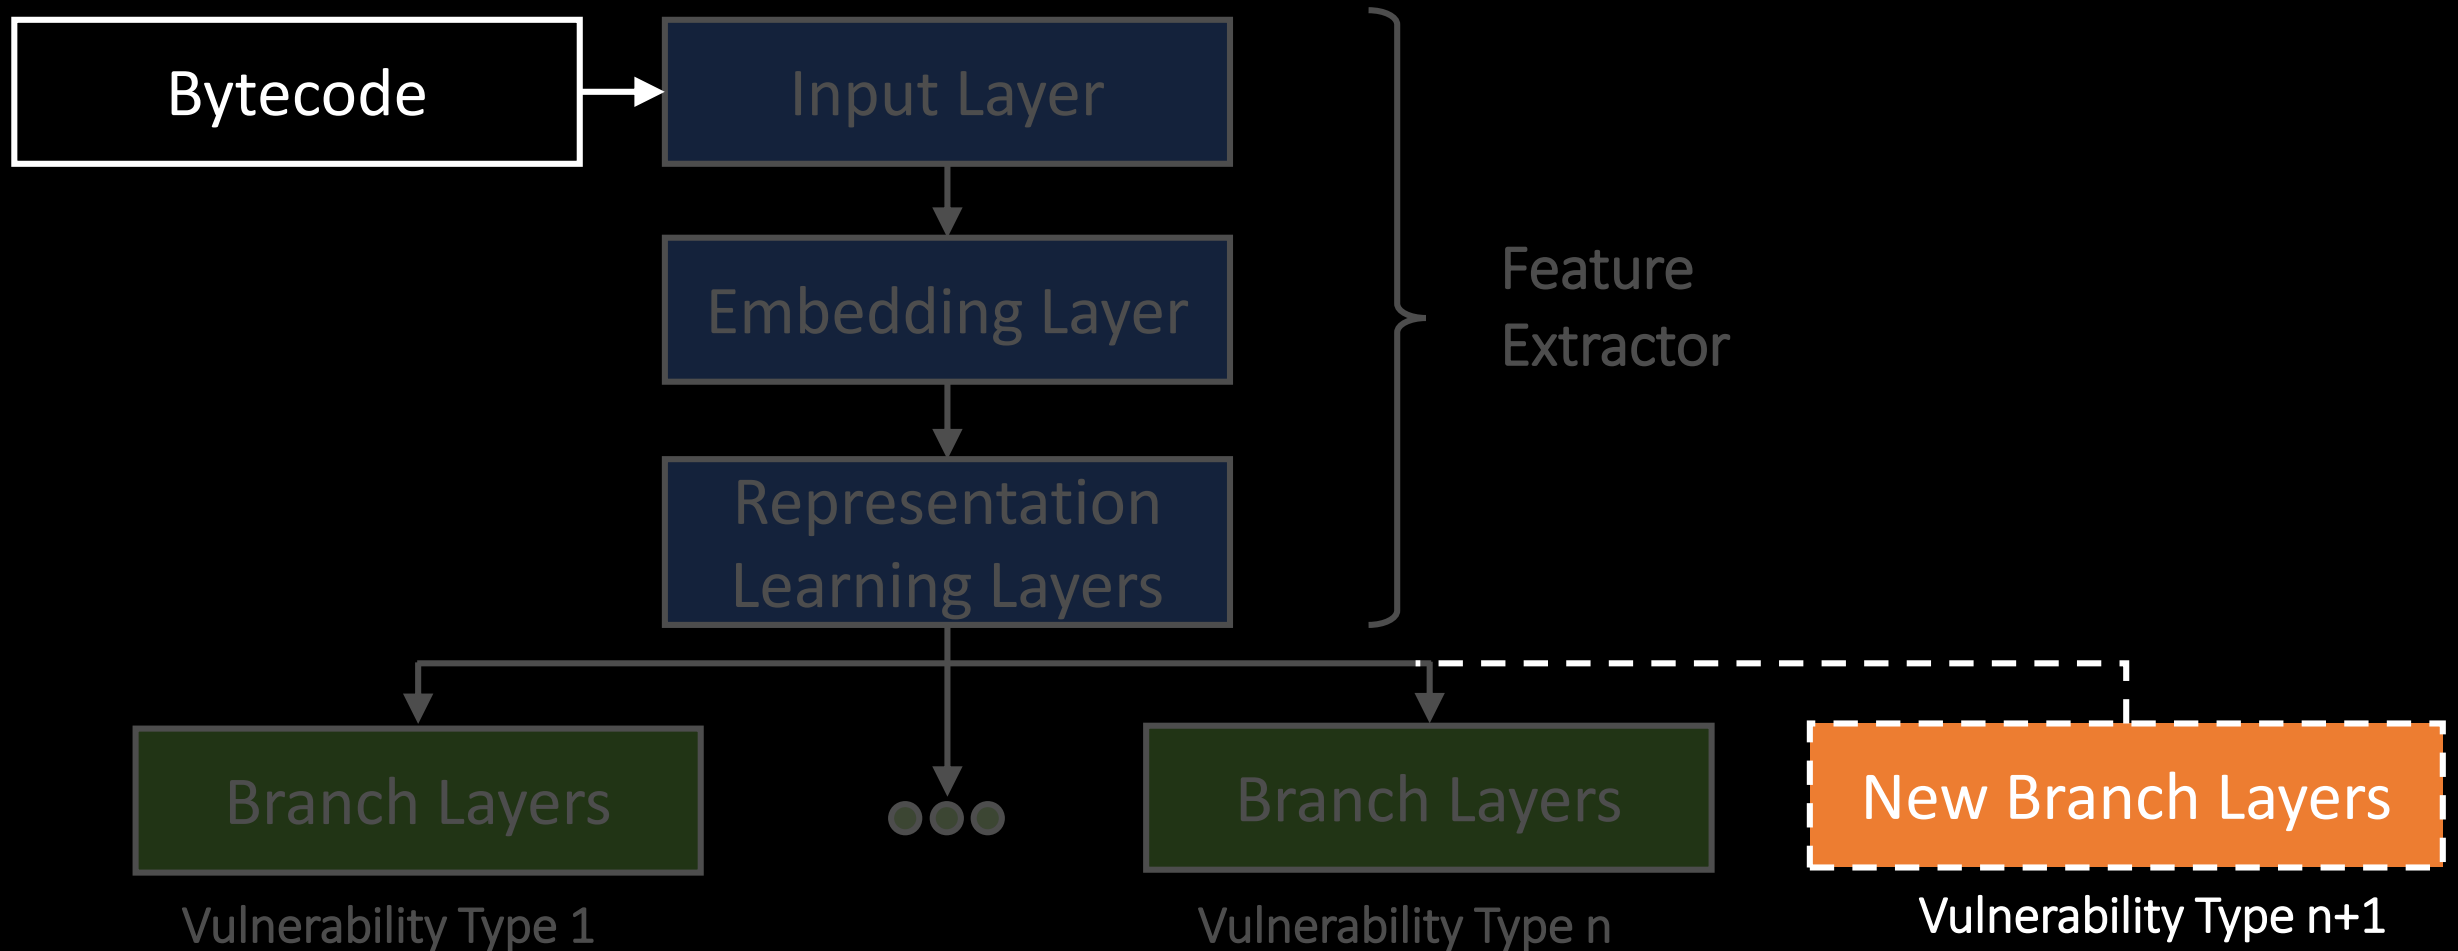 Bytecode
Input Layer
Embedding Layer
Feature
Extractor
Representation
Learning Layers
Branch Layers
Branch Layers
New Branch Layers
Vulnerability Type 1
Vulnerability Type n
Vulnerability Type n+1